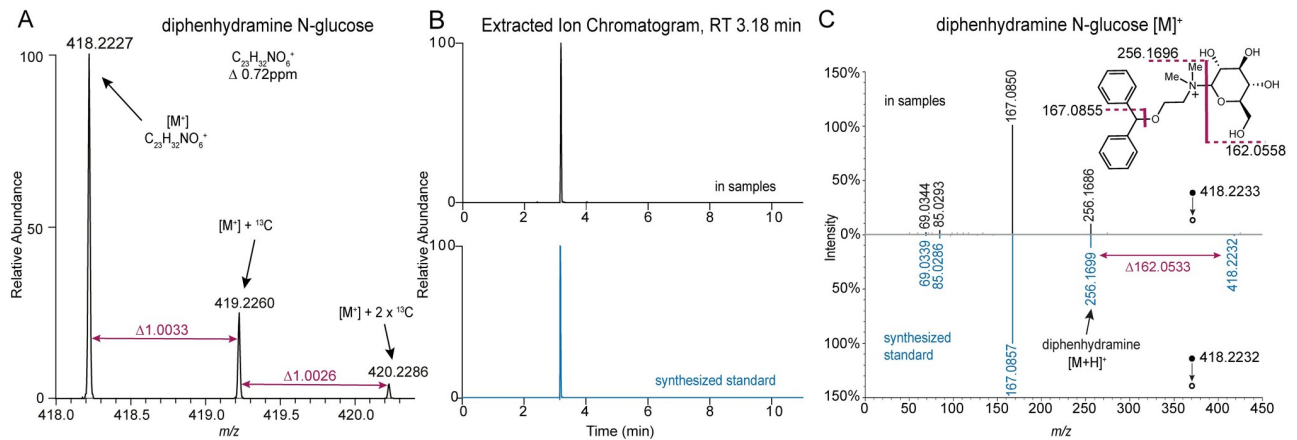 A
diphenhydramine N-glucose
418.2227
C₂₃H₃₂NO₆⁺
Δ 0.72ppm
[M⁺]
C₂₃H₃₂NO₆⁺
[M⁺] + ¹³C
419.2260
[M⁺] + 2 x ¹³C
420.2286
Δ1.0033
Δ1.0026
Relative Abundance
100
50
0
418.0
418.5
419.0
419.5
420.0
m/z
B
Extracted Ion Chromatogram, RT 3.18 min
Relative Abundance
100
0
in samples
0
2
4
6
8
10
100
0
synthesized standard
0
2
4
6
8
10
Time (min)
C
diphenhydramine N-glucose [M]⁺
Intensity
150%
100%
50%
0%
50%
100%
150%
in samples
69.0344
85.0293
167.0850
256.1686
256.1696
167.0855
162.0558
HO
OH
OH
HO
Me
Me
N
+
O
O
418.2233
69.0339
85.0286
167.0857
256.1699
Δ162.0533
418.2232
synthesized
standard
diphenhydramine
[M+H]⁺
418.2232
0
50
100
150
200
250
300
350
400
450
m/z